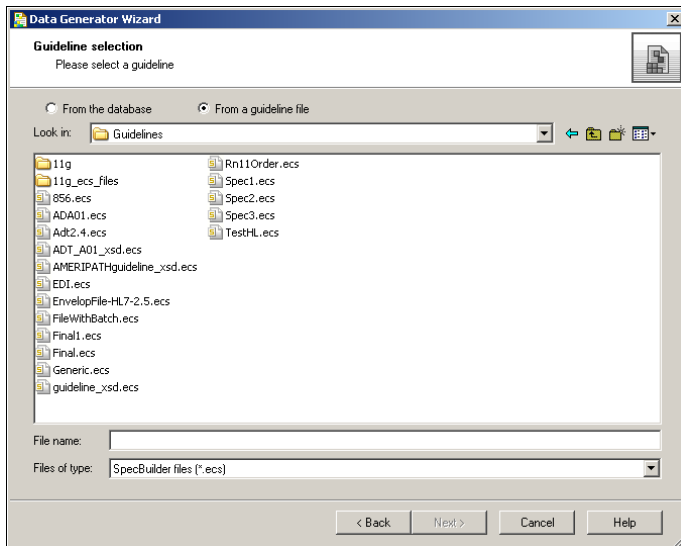 Data Generator Wizard
Guideline selection
Please select a guideline
From the database
From a guideline file
Look in:
Guidelines
11g
11g_ecs_files
856.ecs
ADA01.ecs
Adt2.4.ecs
ADT_A01_xsd.ecs
AMERIPATHguideline_xsd.ecs
EDI.ecs
EnvelopFile-HL7-2.5.ecs
FileWithBatch.ecs
Final1.ecs
Final.ecs
Generic.ecs
guideline_xsd.ecs
Rn11Order.ecs
Spec1.ecs
Spec2.ecs
Spec3.ecs
TestHL.ecs
File name:
Files of type:
SpecBuilder files (*.ecs)
< Back
Next >
Cancel
Help